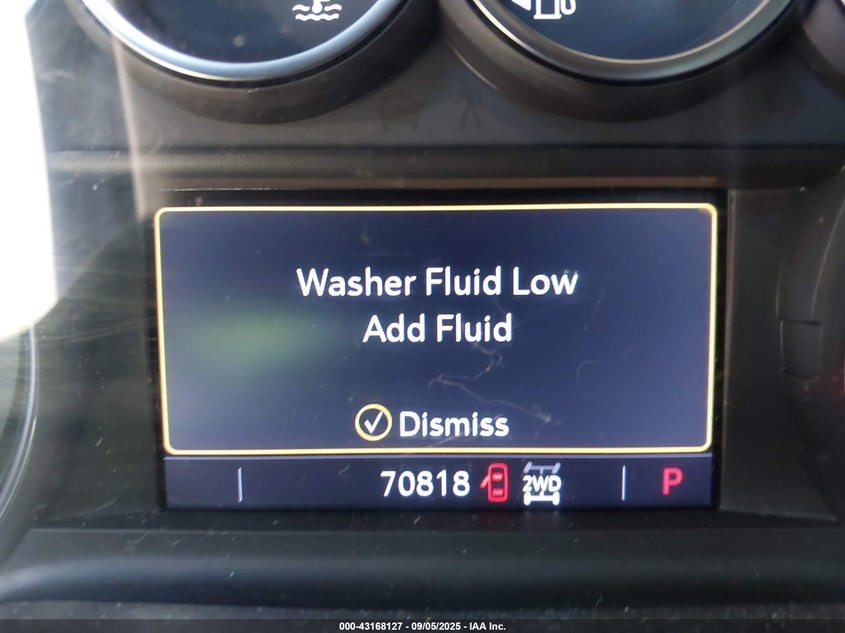 Washer Fluid Low
Add Fluid
Dismiss
70818 2WD P
000-43168127 - 09/05/2025 - IAA Inc.